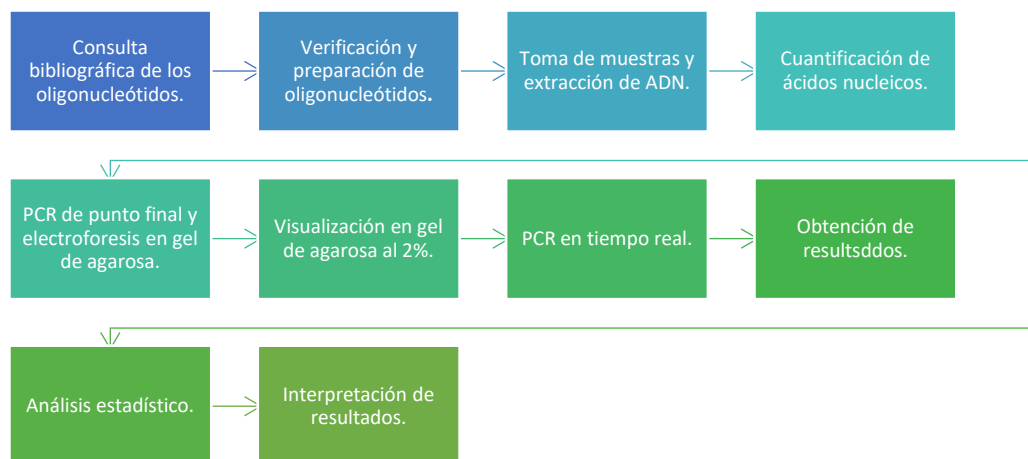 Consulta
bibliográfica de los
oligonucleótidos.
Verificación y
preparación de
oligonucleótidos.
Toma de muestras y
extracción de ADN.
Cuantificación de
ácidos nucleicos.
PCR de punto final y
electroforesis en gel
de agarosa.
Visualización en gel
de agarosa al 2%.
PCR en tiempo real.
Obtención de
resultsddos.
Análisis estadístico.
Interpretación de
resultados.